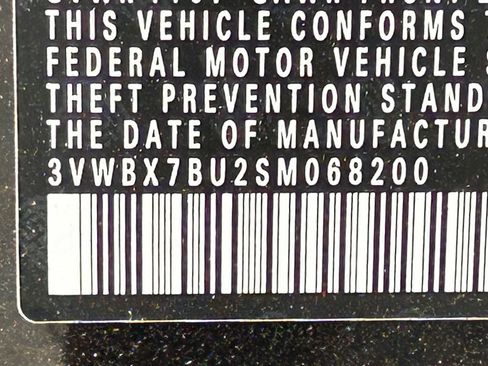 THIS VEHICLE CONFORMS
FEDERAL MOTOR VEHICLE
THEFT PREVENTION STAND
THE DATE OF MANUFACTUR
3VWBX7BU2SM068200